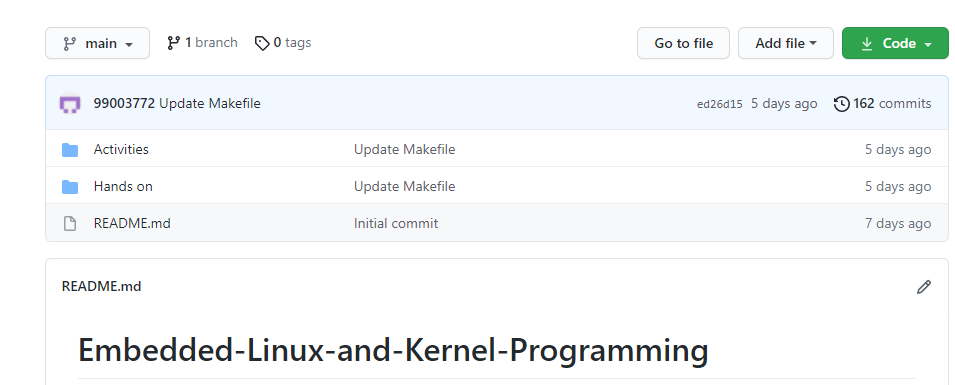 main 1 branch 0 tags Go to file Add file Code
99003772 Update Makefile ed26d15 5 days ago 162 commits
Activities Update Makefile 5 days ago
Hands on Update Makefile 5 days ago
README.md Initial commit 7 days ago
README.md
Embedded-Linux-and-Kernel-Programming